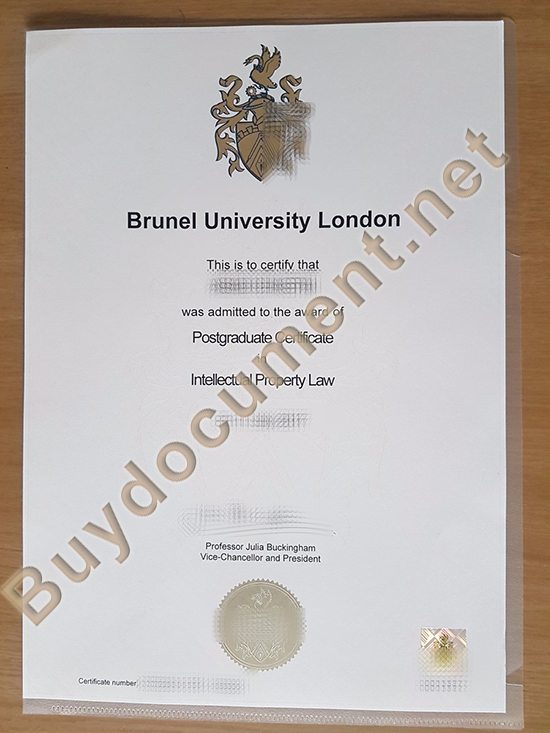 Brunel University London
This is to certify that
was admitted to the award of
Postgraduate Certificate
in
Intellectual Property Law
Professor Julia Buckingham
Vice-Chancellor and President
Certificate number
Buydocument.net